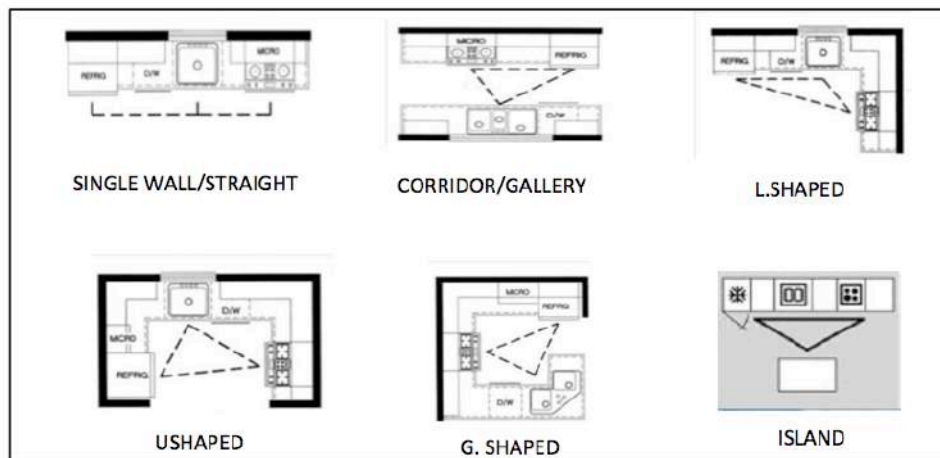 REFRIG.
D/W
MICRO
SINGLE WALL/STRAIGHT
MICRO
REFRIG.
D/W
CORRIDOR/GALLERY
REFRIG.
D/W
L.SHAPED
D/W
MICRO
REFRIG.
USHAPED
MICRO
REFRIG.
D/W
G. SHAPED
ISLAND